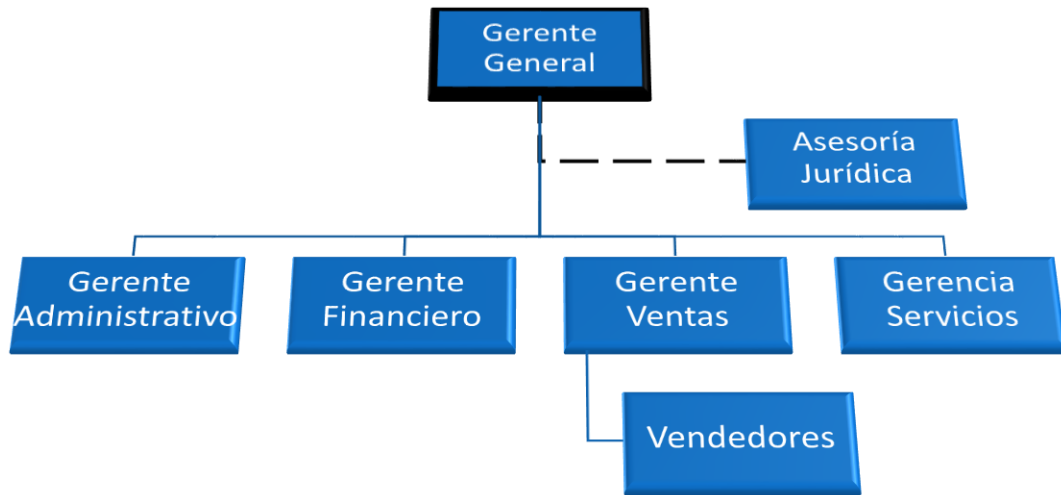 Gerente
General
Asesoría
Jurídica
Gerente
Administrativo
Gerente
Financiero
Gerente
Ventas
Gerencia
Servicios
Vendedores